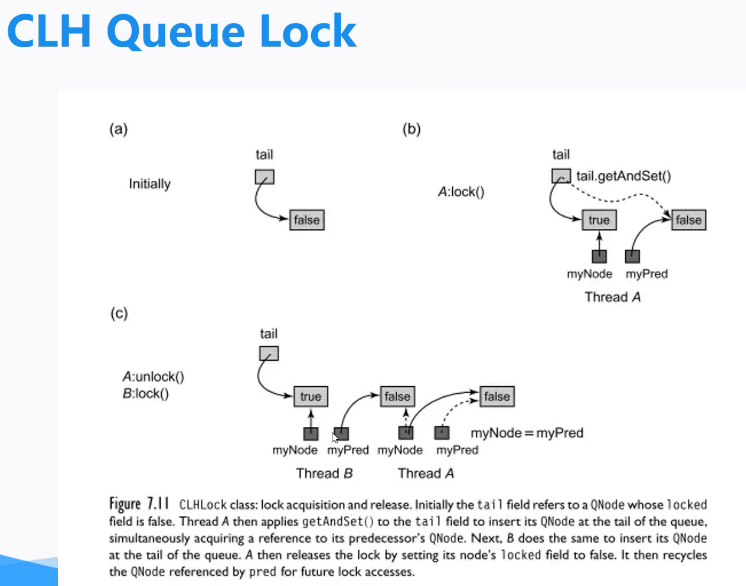 CLH Queue Lock
(a)
Initially
tail
false
(b)
A:lock()
tail
tail.getAndSet()
true
false
myNode myPred
Thread A
(c)
A:unlock()
B:lock()
tail
true
false
false
myNode myPred myNode myPred
myNode = myPred
Thread B
Thread A
Figure 7.11 CLHLock class: lock acquisition and release. Initially the tail field refers to a QNode whose locked
field is false. Thread A then applies getAndSet() to the tail field to insert its QNode at the tail of the queue,
simultaneously acquiring a reference to its predecessor's QNode. Next, B does the same to insert its QNode
at the tail of the queue. A then releases the lock by setting its node's locked field to false. It then recycles
the QNode referenced by pred for future lock accesses.